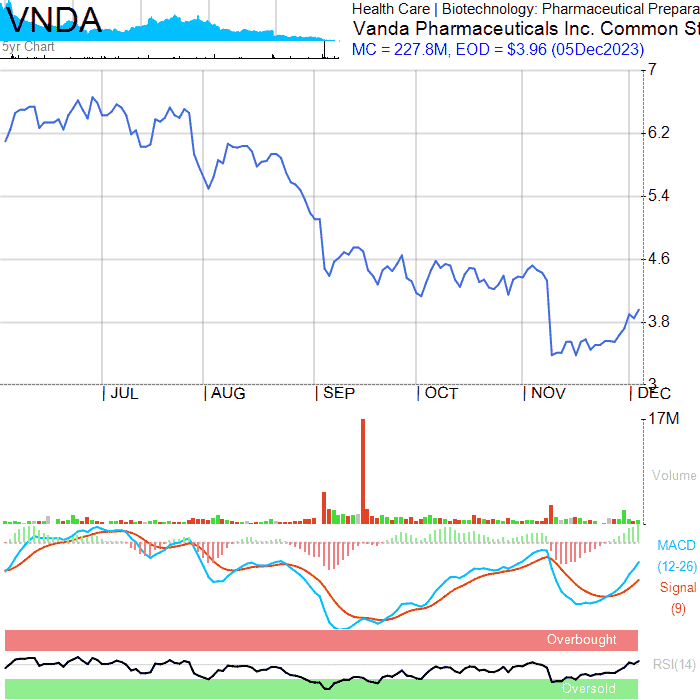 VNDA
5yr Chart
Health Care | Biotechnology: Pharmaceutical Prepara
Vanda Pharmaceuticals Inc. Common St
MC = 227.8M, EOD = $3.96 (05Dec2023)
7
6.2
5.4
4.6
3.8
3
JUL
AUG
SEP
OCT
NOV
DEC
17M
Volume
MACD
(12-26)
Signal
(9)
Overbought
RSI(14)
Oversold